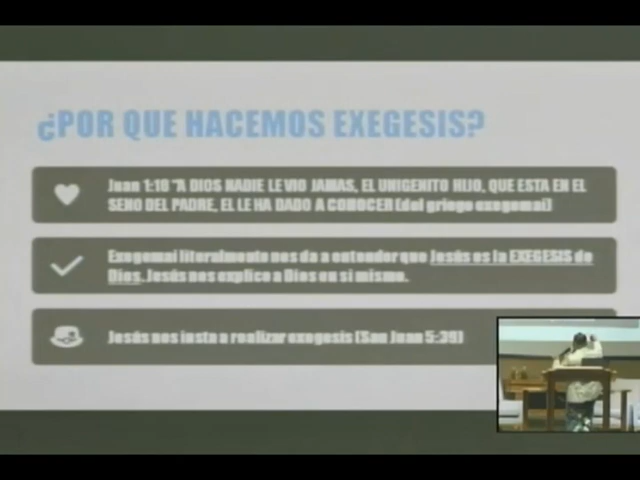 ¿POR QUE HACEMOS EXEGESIS?
Juan 1:18 "A DIOS NADIE LE VIO JAMAS, EL UNIGENITO HIJO, QUE ESTA EN EL
SENO DEL PADRE, EL LE HA DADO A CONOCER (del griego exegomai)
Exegomai literalmente nos da a entender que Jesús es la EXEGESIS de
Dios. Jesús nos explico a Dios en si mismo.
Jesús nos insta a realizar exegesis (San Juan 5:39)